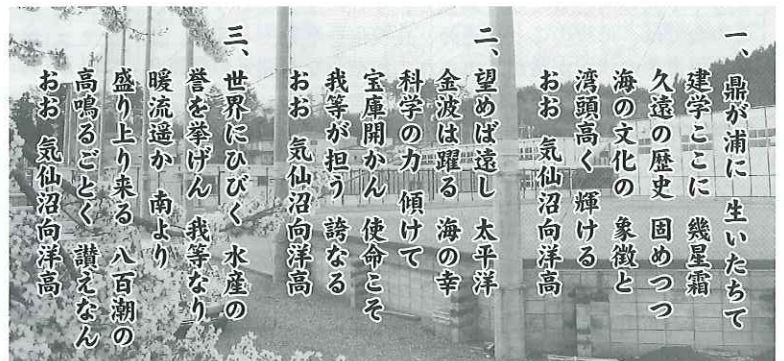 一、鼎が浦に 生いたちて
建学ここに 幾星霜
久遠の歴史 固めつつ
海の文化の 象徴と
湾頭高く 輝ける
おお 気仙沼向洋高
二、望めば遠し 太平洋
金波は躍る 海の幸
科学の力 傾けて
宝庫開かん 使命こそ
我等が担う 誇なる
おお 気仙沼向洋高
三、世界にひびく 水産の
誉を挙げん 我等なり
暖流遥か 南より
盛り上り来る 八百潮の
高鳴るごとく 讃えなん
おお 気仙沼向洋高